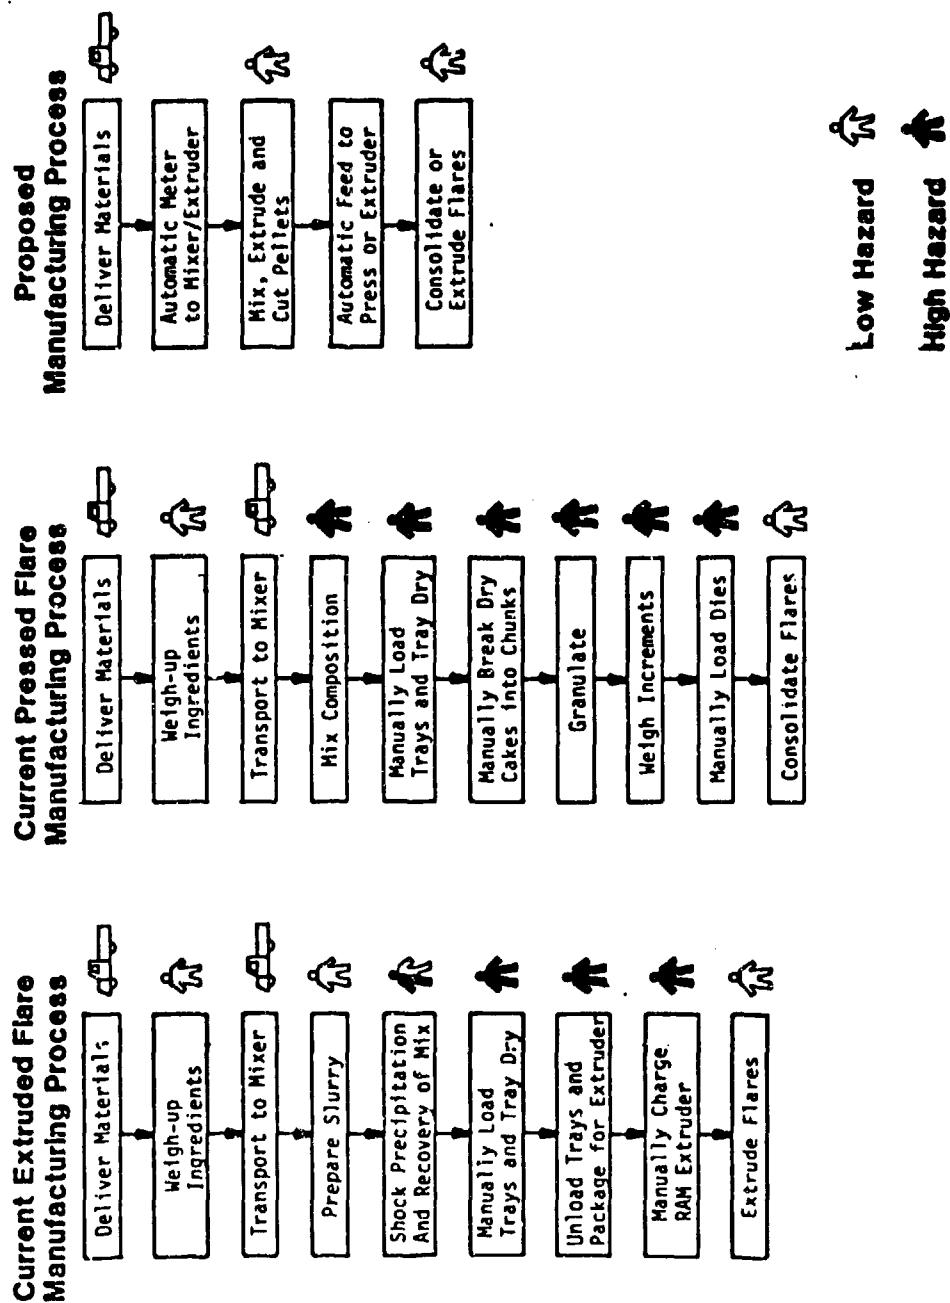 Current Extruded Flare
Manufacturing Process
Deliver Materials
Weigh-up
Ingredients
Transport to Mixer
Prepare Slurry
Shock Precipitation
And Recovery of Mix
Manually Load
Trays and Tray Dry
Unload Trays and
Package for Extruder
Manually Charge
RAM Extruder
Extrude Flares
Current Pressed Flare
Manufacturing Process
Deliver Materials
Weigh-up
Ingredients
Transport to Mixer
Mix Composition
Manually Load
Trays and Tray Dry
Manually Break Dry
Cakes into Chunks
Granulate
Weigh Increments
Manually Load Dies
Consolidate Flares
Proposed
Manufacturing Process
Deliver Materials
Automatic Meter
to Mixer/Extruder
Mix, Extrude and
Cut Pellets
Automatic Feed to
Press or Extruder
Consolidate or
Extrude Flares
Low Hazard
High Hazard